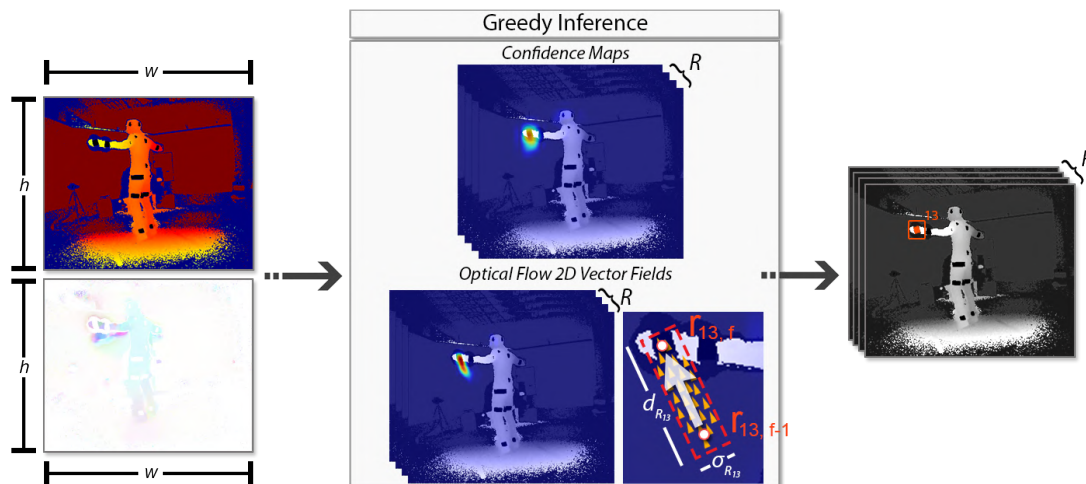 Greedy Inference
Confidence Maps
R
w
h
Optical Flow 2D Vector Fields
R
r13, f
dR13
r13, f-1
σR13
h
w
R
13